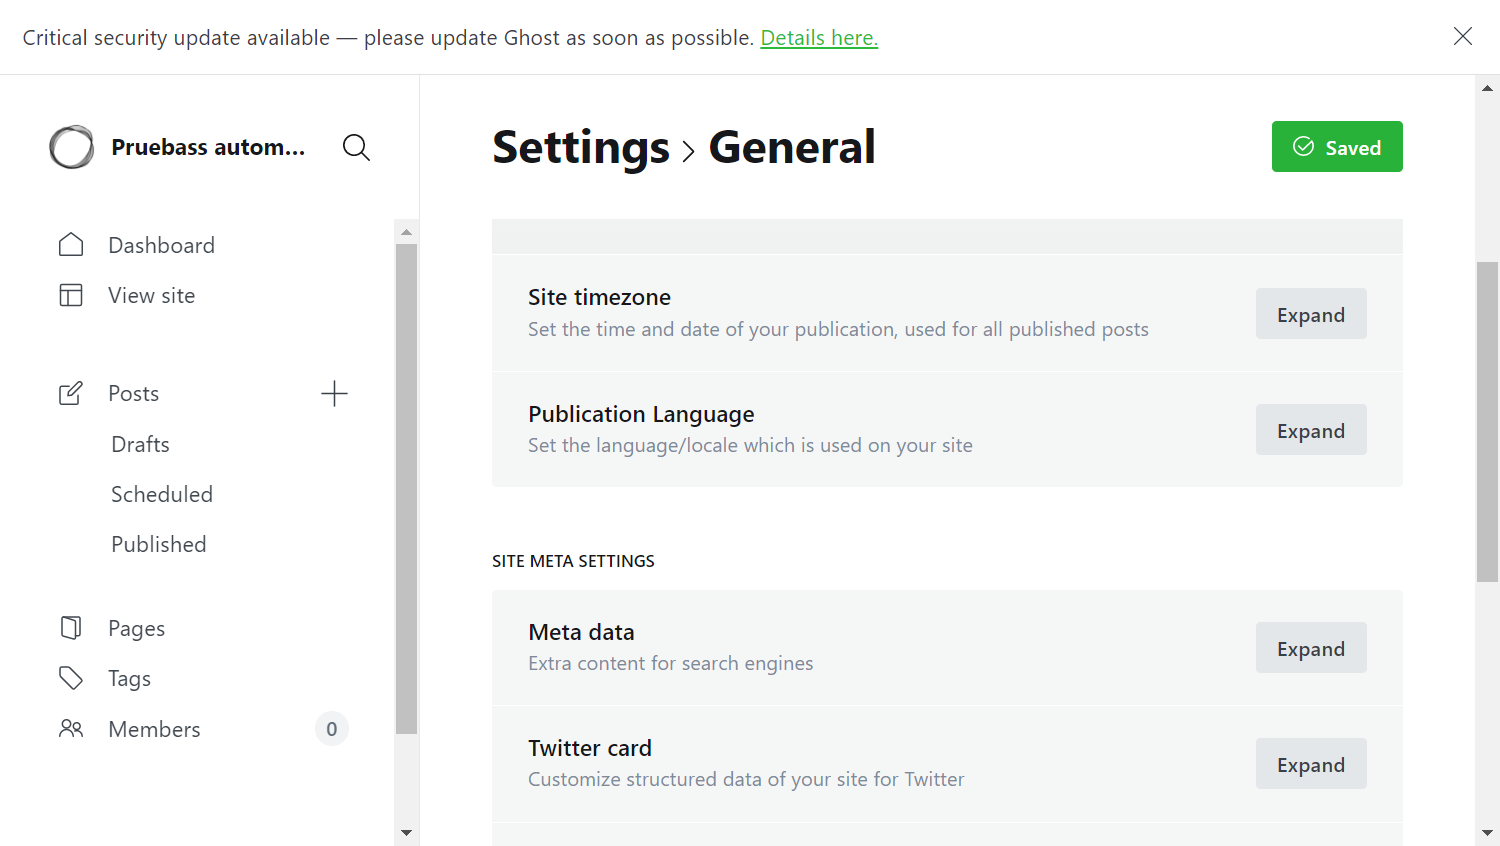 Critical security update available — please update Ghost as soon as possible. Details here.
Pruebass autom...
Settings > General
Saved
Dashboard
View site
Posts
Drafts
Scheduled
Published
Pages
Tags
Members
0
Site timezone
Set the time and date of your publication, used for all published posts
Expand
Publication Language
Set the language/locale which is used on your site
Expand
SITE META SETTINGS
Meta data
Extra content for search engines
Expand
Twitter card
Customize structured data of your site for Twitter
Expand